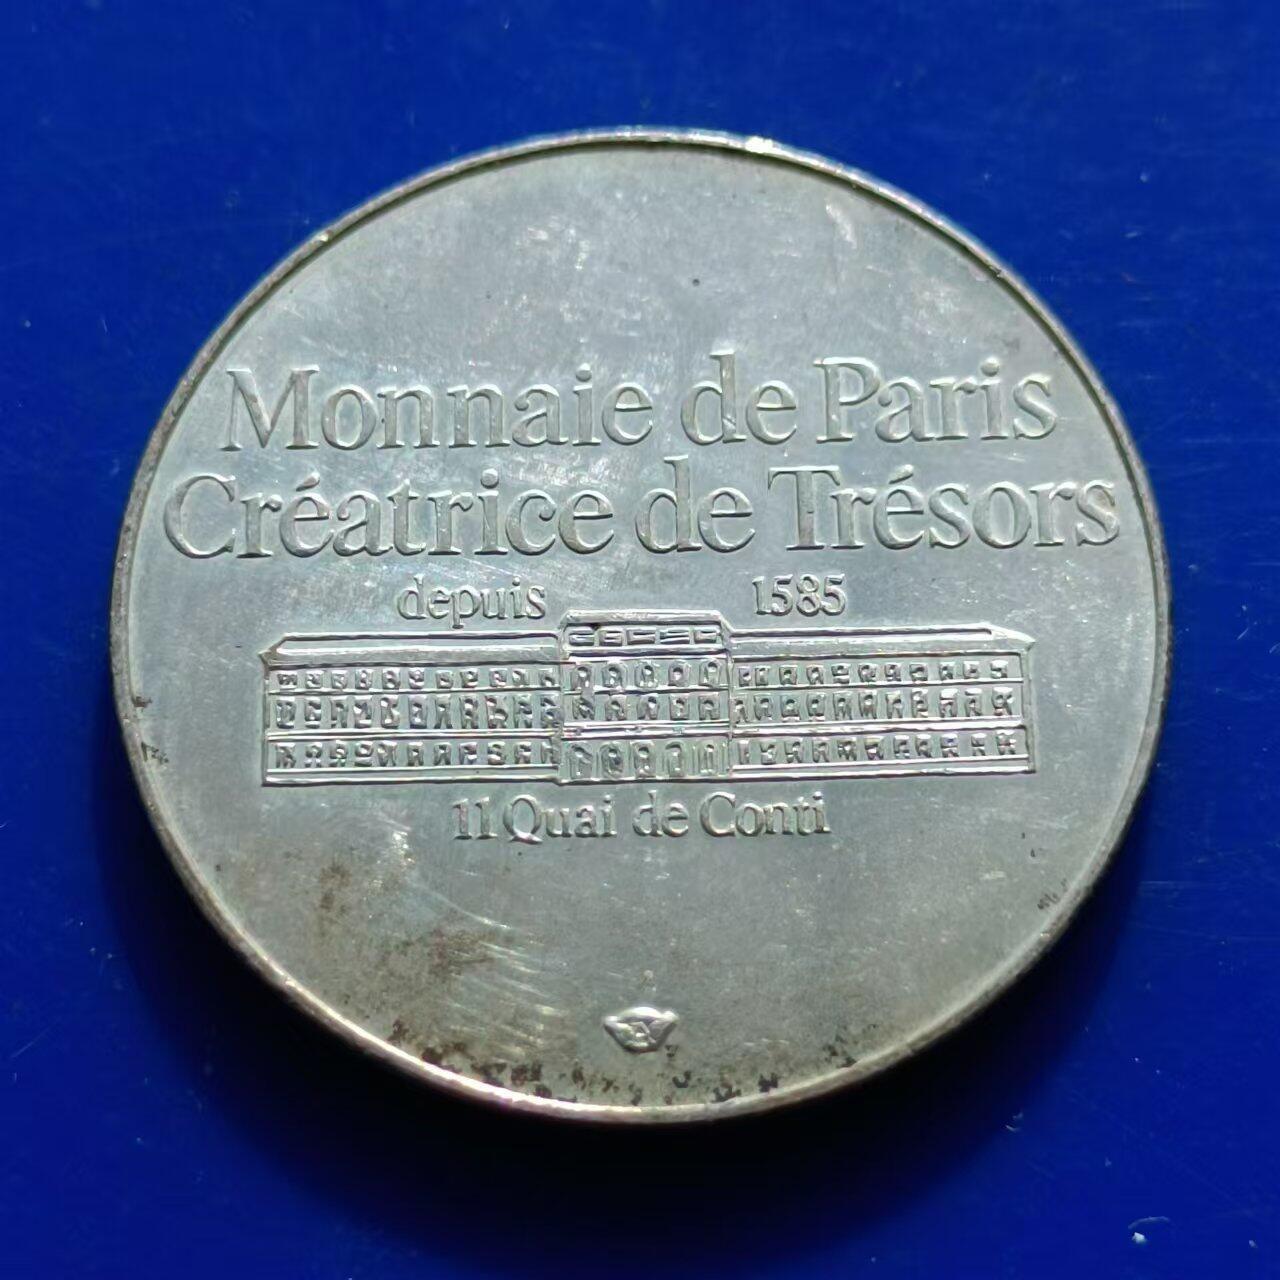 Monnaie de Paris
Créatrice de Trésors
depuis 1585
11 Quai de Conti